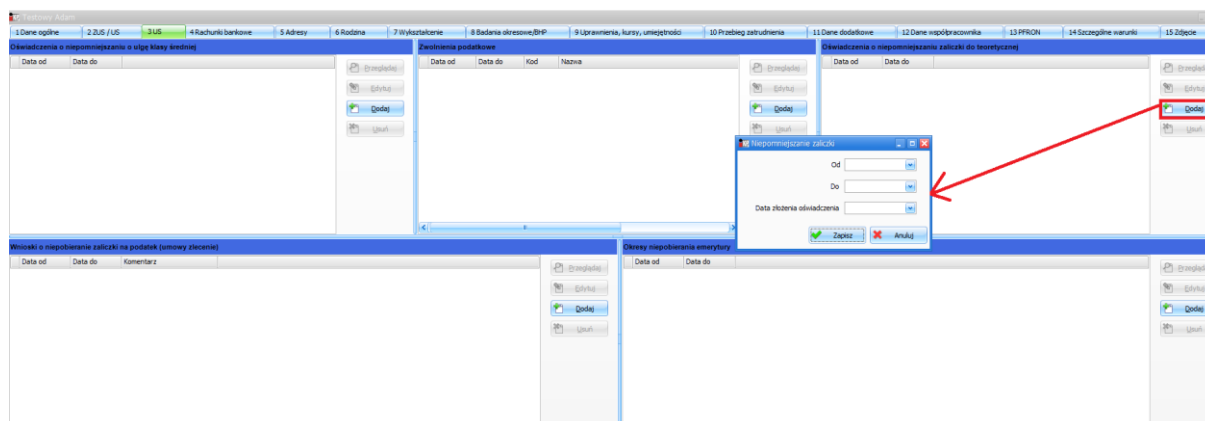 Testowy Adam
1 Dane ogólne 2 ZUS / US 3 US 4 Rachunki bankowe 5 Adresy 6 Rodzina 7 Wykształcenie 8 Badania okresowe/BHP 9 Uprawnienia, kursy, umiejętności 10 Przebieg zatrudnienia 11 Dane dodatkowe 12 Dane współpracownika 13 PFRON 14 Szczególne warunki 15 Zdjęcie
Oświadczenia o niepomniejszaniu o ulgę klasy średniej
Data od Data do
Przeglądaj
Edytuj
Dodaj
Usuń
Zwolnienia podatkowe
Data od Data do Kod Nazwa
Przeglądaj
Edytuj
Dodaj
Usuń
Oświadczenia o niepomniejszaniu zaliczki do teoretycznej
Data od Data do
Przegląd
Edytuj
Dodaj
Usuń
Niepomniejszanie zaliczki
Od
Do
Data złożenia oświadczenia
Zapisz Anuluj
Wnioski o niepobieranie zaliczki na podatek (umowy zlecenie)
Data od Data do Komentarz
Przeglądaj
Edytuj
Dodaj
Usuń
Okresy niepobierania emerytury
Data od Data do
Przegląd
Edytuj
Dodaj
Usuń